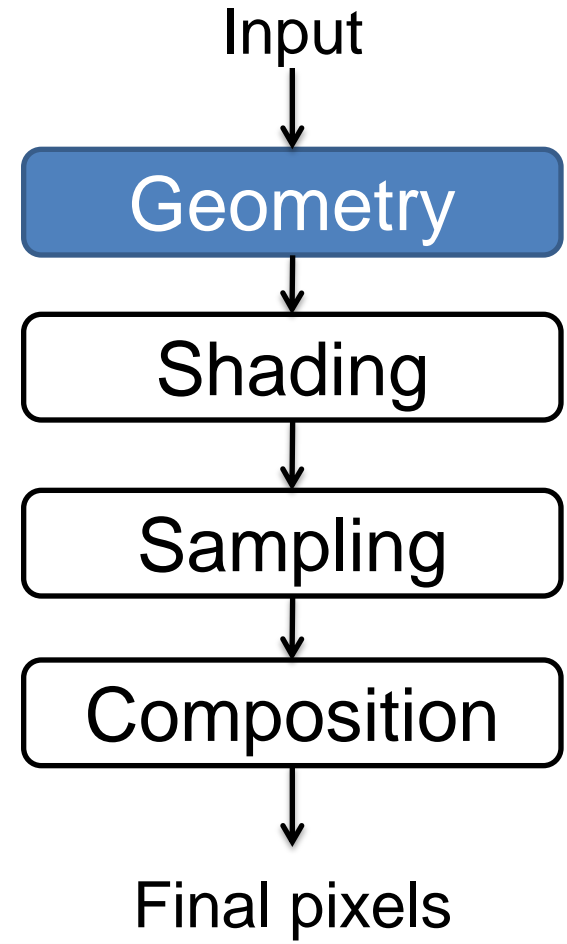 Input
Geometry
Shading
Sampling
Composition
Final pixels